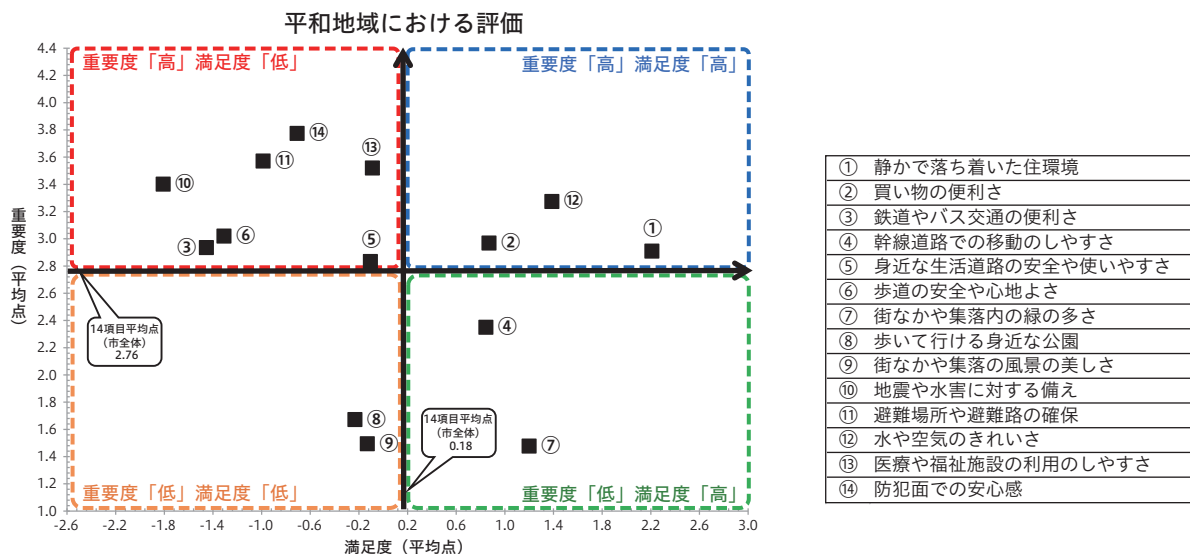 平和地域における評価
重要度「高」満足度「低」
重要度「高」満足度「高」
重要度（平均点）
4.4
4.2
3.8
3.6
3.4
3.2
3.0
2.8
2.6
2.4
2.2
2.0
1.8
1.6
1.4
1.2
1.0
⑭
⑪
⑬
⑩
⑫
①
⑥
③
②
⑤
④
⑧
⑨
⑦
14項目平均点
（市全体）
2.76
14項目平均点
（市全体）
0.18
重要度「低」満足度「低」
重要度「低」満足度「高」
-2.6 -2.2 -1.8 -1.4 -1.0 -0.6 -0.2 0.2 0.6 1.0 1.4 1.8 2.2 2.6 3.0
満足度（平均点）
① 静かで落ち着いた住環境
② 買い物の便利さ
③ 鉄道やバス交通の便利さ
④ 幹線道路での移動のしやすさ
⑤ 身近な生活道路の安全や使いやすさ
⑥ 歩道の安全や心地よさ
⑦ 街なかや集落内の緑の多さ
⑧ 歩いて行ける身近な公園
⑨ 街なかや集落の風景の美しさ
⑩ 地震や水害に対する備え
⑪ 避難場所や避難路の確保
⑫ 水や空気のきれいさ
⑬ 医療や福祉施設の利用のしやすさ
⑭ 防犯面での安心感